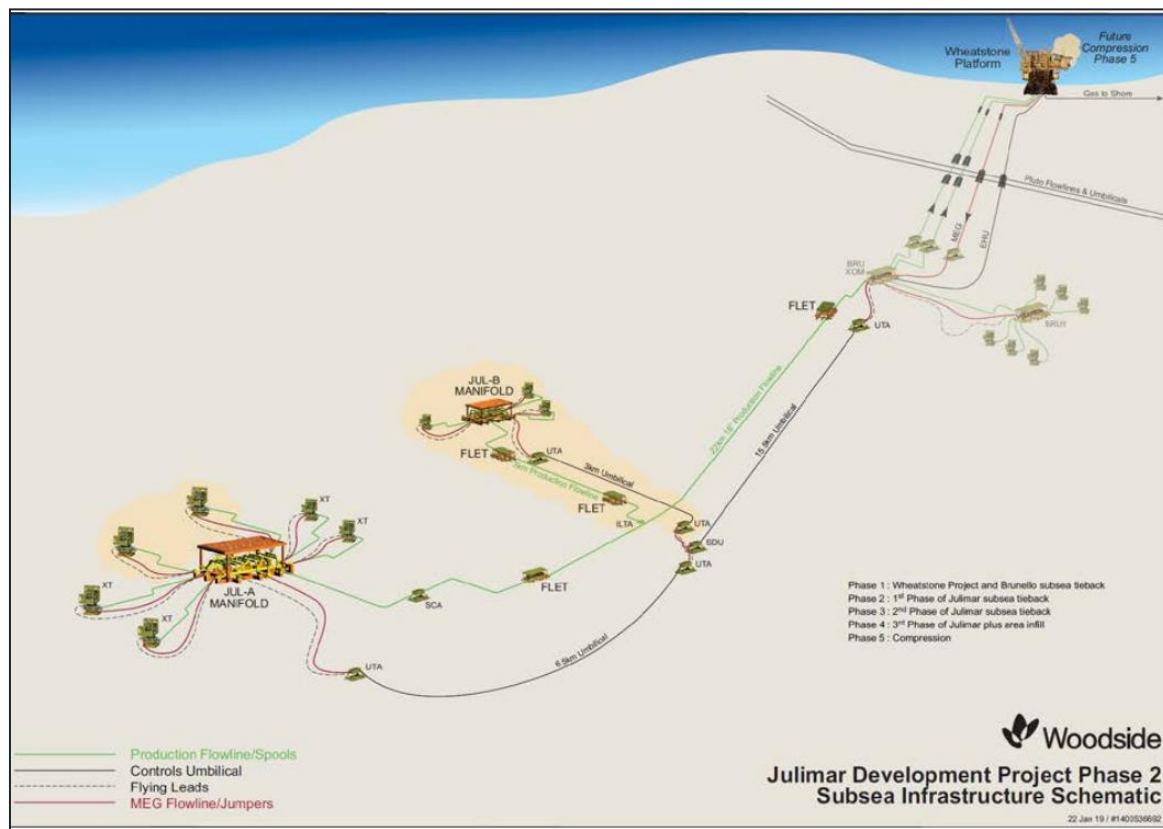 Wheatstone
Platform
Future
Compression
Phase 5
Gas to Shore
Pluto Flowlines & Umbilicals
MEG
EHU
BRU
XOM
FLET
UTA
22km 18" Production Flowline
15.5km Umbilical
JUL-B
MANIFOLD
UTA
FLET
3km Umbilical
3km Production Flowline
FLET
ILTA
UTA
SDU
UTA
XT
XT
XT
XT
JUL-A
MANIFOLD
SCA
FLET
UTA
6.5km Umbilical
Phase 1 : Wheatstone Project and Brunello subsea tieback
Phase 2 : 1st Phase of Julimar subsea tieback
Phase 3 : 2nd Phase of Julimar subsea tieback
Phase 4 : 3rd Phase of Julimar plus area infill
Phase 5 : Compression
Production Flowline/Spools
Controls Umbilical
Flying Leads
MEG Flowline/Jumpers
Woodside
Julimar Development Project Phase 2
Subsea Infrastructure Schematic
22 Jan 19 /